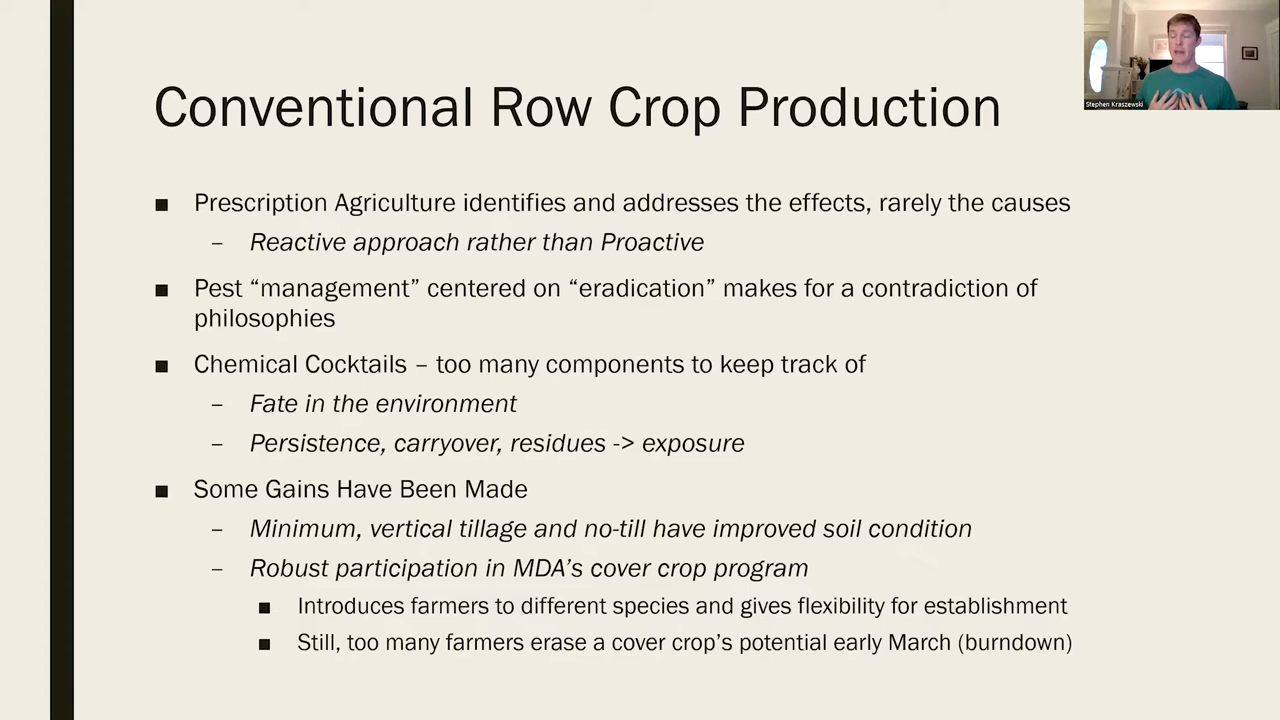 Stephen Kraszewski
Conventional Row Crop Production
■ Prescription Agriculture identifies and addresses the effects, rarely the causes
– Reactive approach rather than Proactive
■ Pest “management” centered on “eradication” makes for a contradiction of
philosophies
■ Chemical Cocktails – too many components to keep track of
– Fate in the environment
– Persistence, carryover, residues -> exposure
■ Some Gains Have Been Made
– Minimum, vertical tillage and no-till have improved soil condition
– Robust participation in MDA’s cover crop program
■ Introduces farmers to different species and gives flexibility for establishment
■ Still, too many farmers erase a cover crop’s potential early March (burndown)